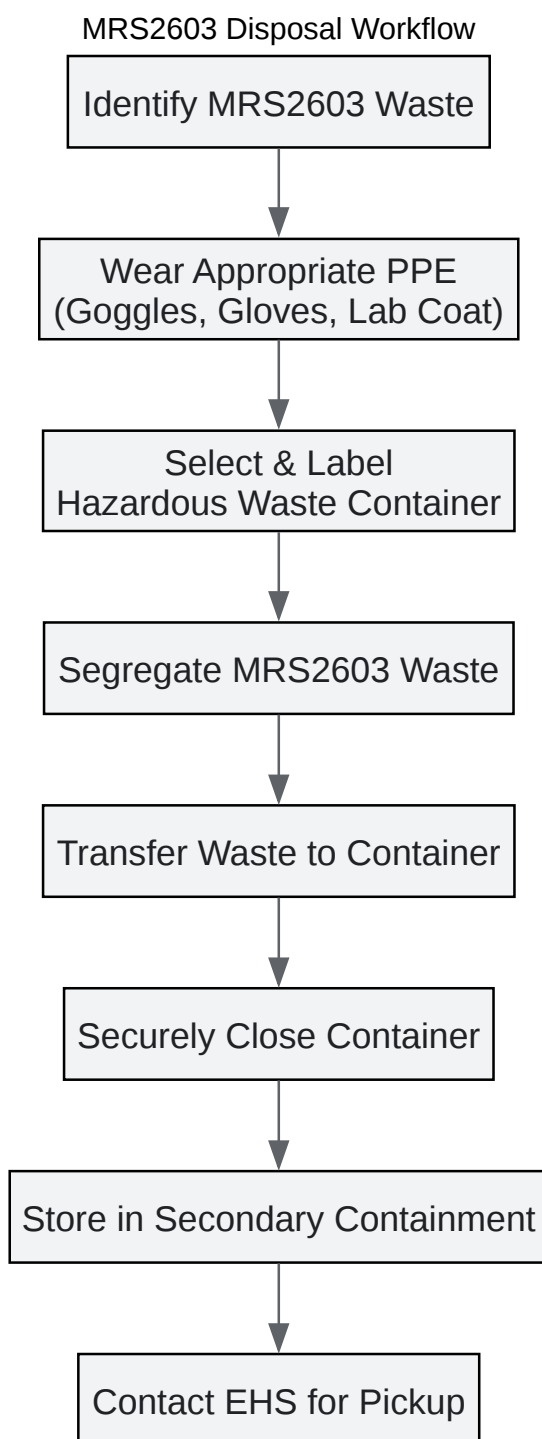 MRS2603 Disposal Workflow
Identify MRS2603 Waste
Wear Appropriate PPE
(Goggles, Gloves, Lab Coat)
Select & Label
Hazardous Waste Container
Segregate MRS2603 Waste
Transfer Waste to Container
Securely Close Container
Store in Secondary Containment
Contact EHS for Pickup